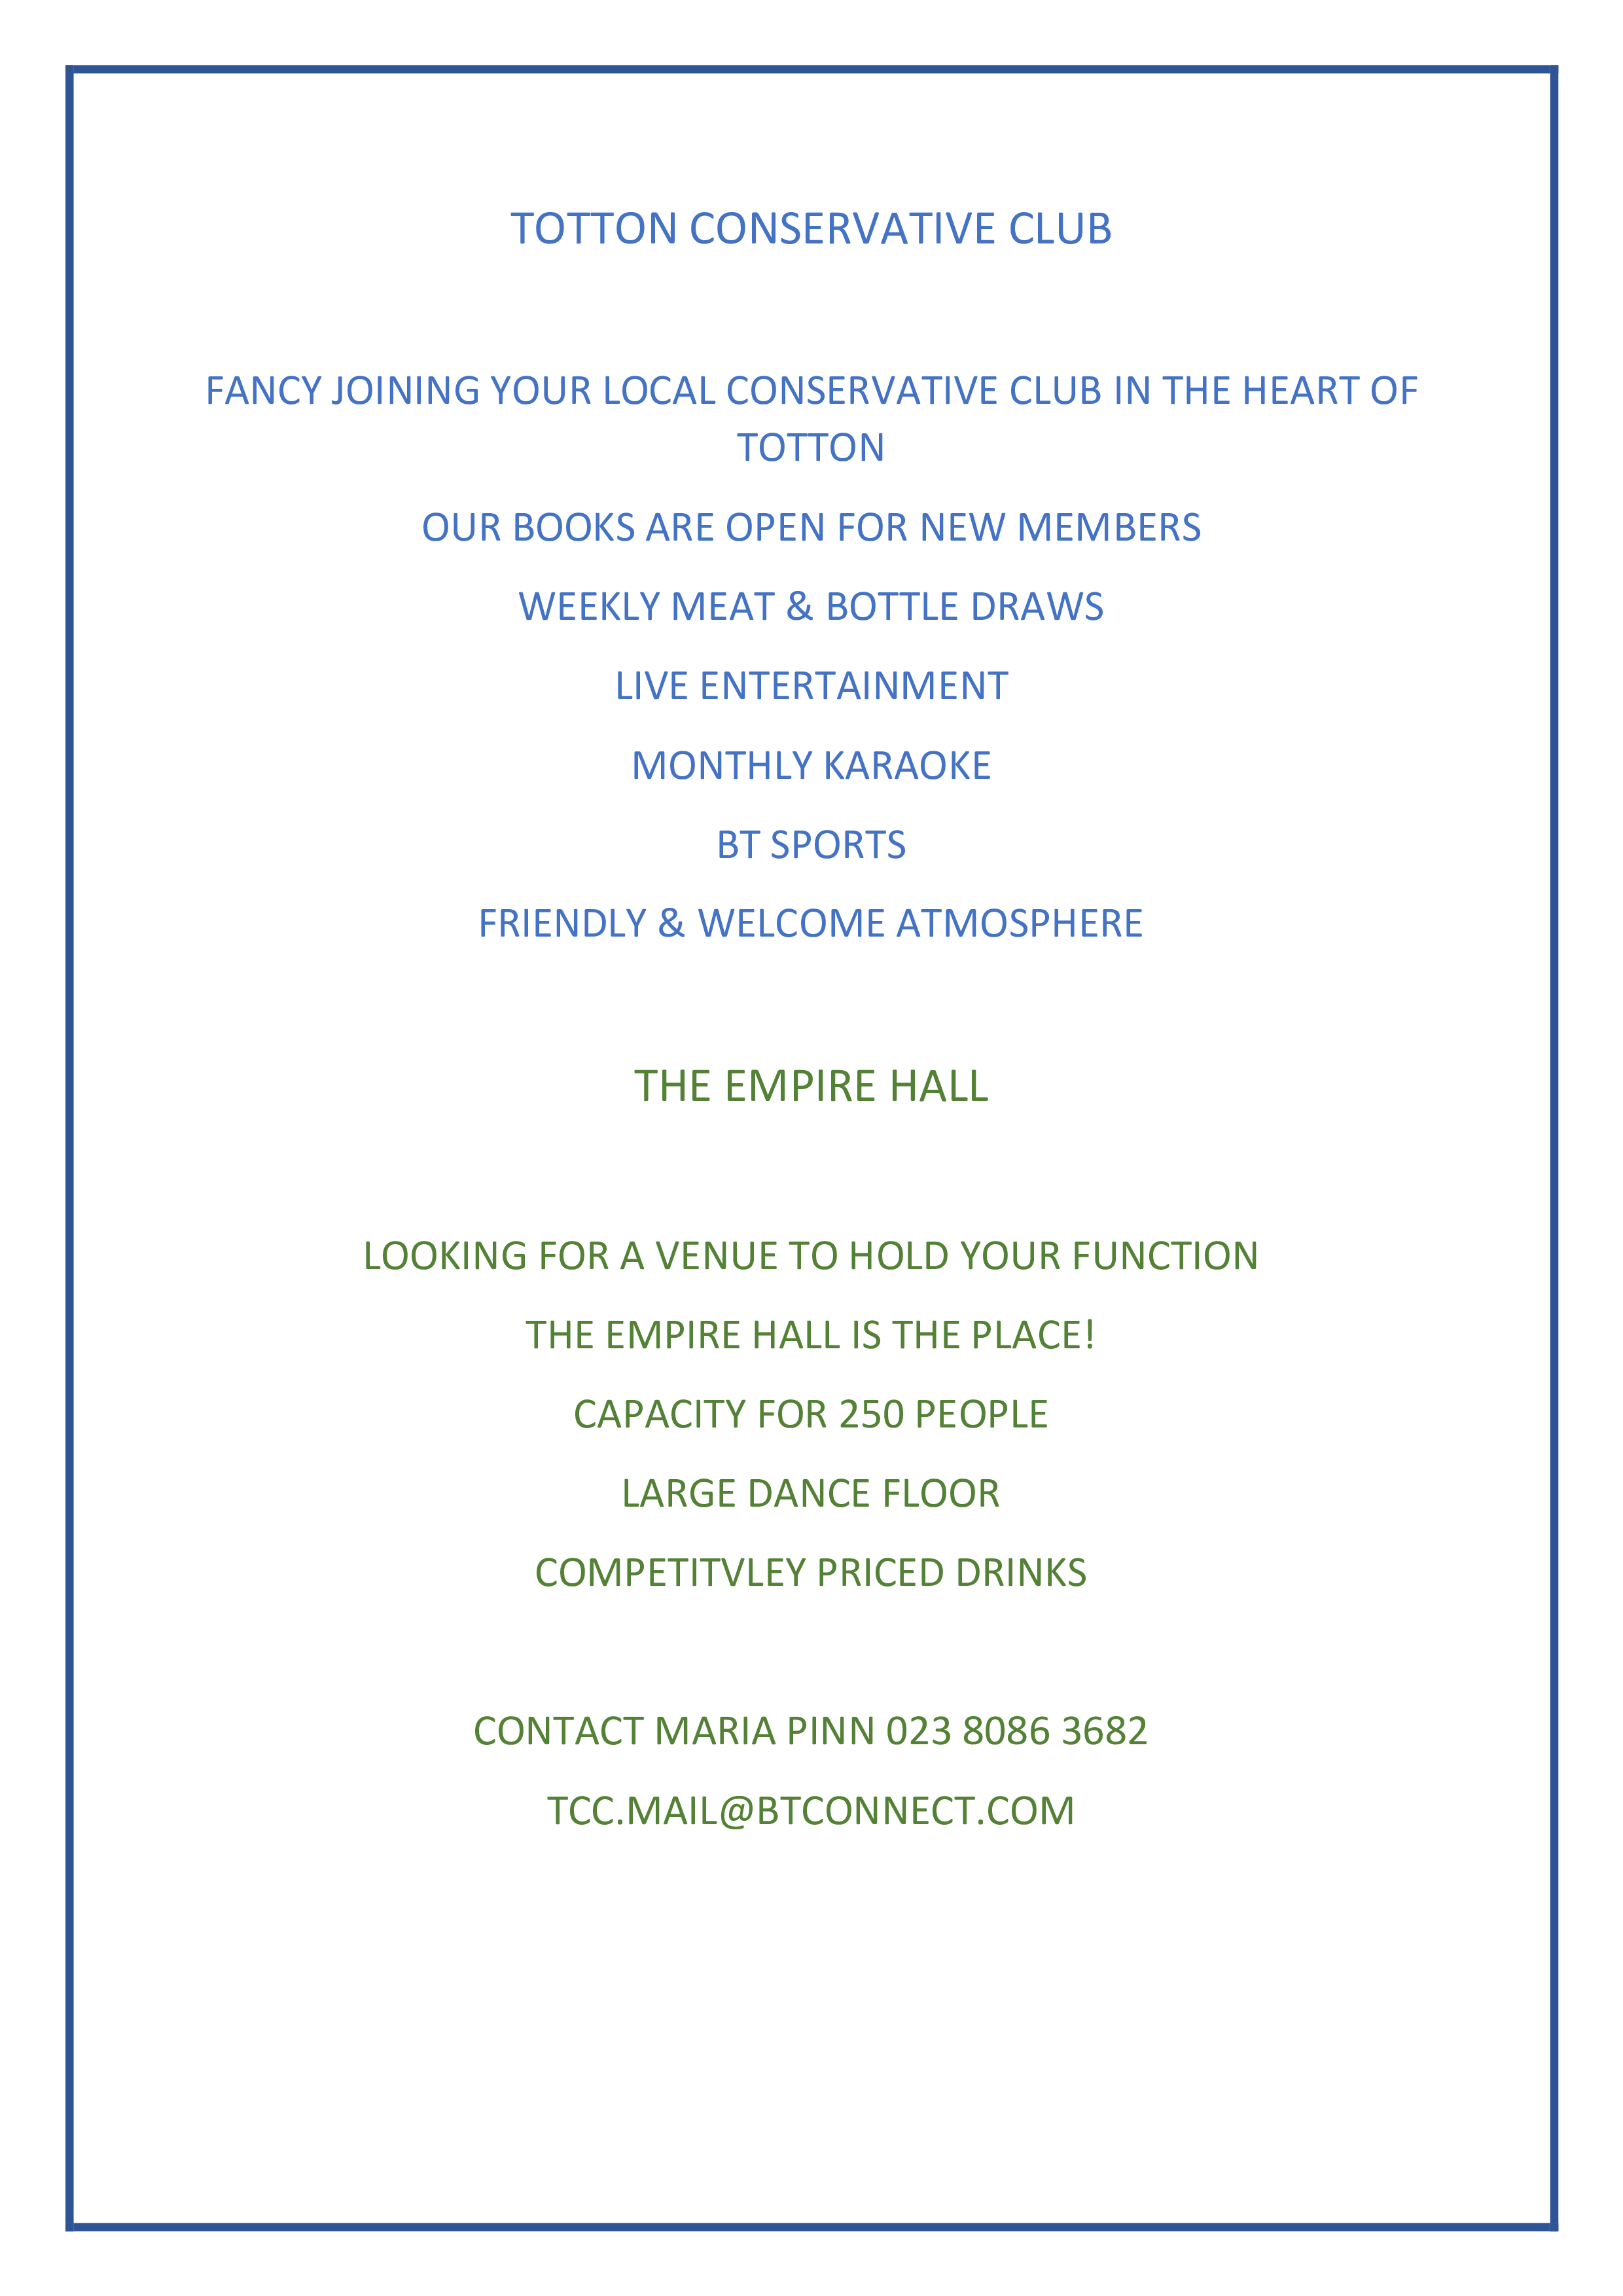 TOTTON CONSERVATIVE CLUB
FANCY JOINING YOUR LOCAL CONSERVATIVE CLUB IN THE HEART OF
TOTTON
OUR BOOKS ARE OPEN FOR NEW MEMBERS
WEEKLY MEAT & BOTTLE DRAWS
LIVE ENTERTAINMENT
MONTHLY KARAOKE
BT SPORTS
FRIENDLY & WELCOME ATMOSPHERE
THE EMPIRE HALL
LOOKING FOR A VENUE TO HOLD YOUR FUNCTION
THE EMPIRE HALL IS THE PLACE!
CAPACITY FOR 250 PEOPLE
LARGE DANCE FLOOR
COMPETITVLEY PRICED DRINKS
CONTACT MARIA PINN 023 8086 3682
TCC.MAIL@BTCONNECT.COM